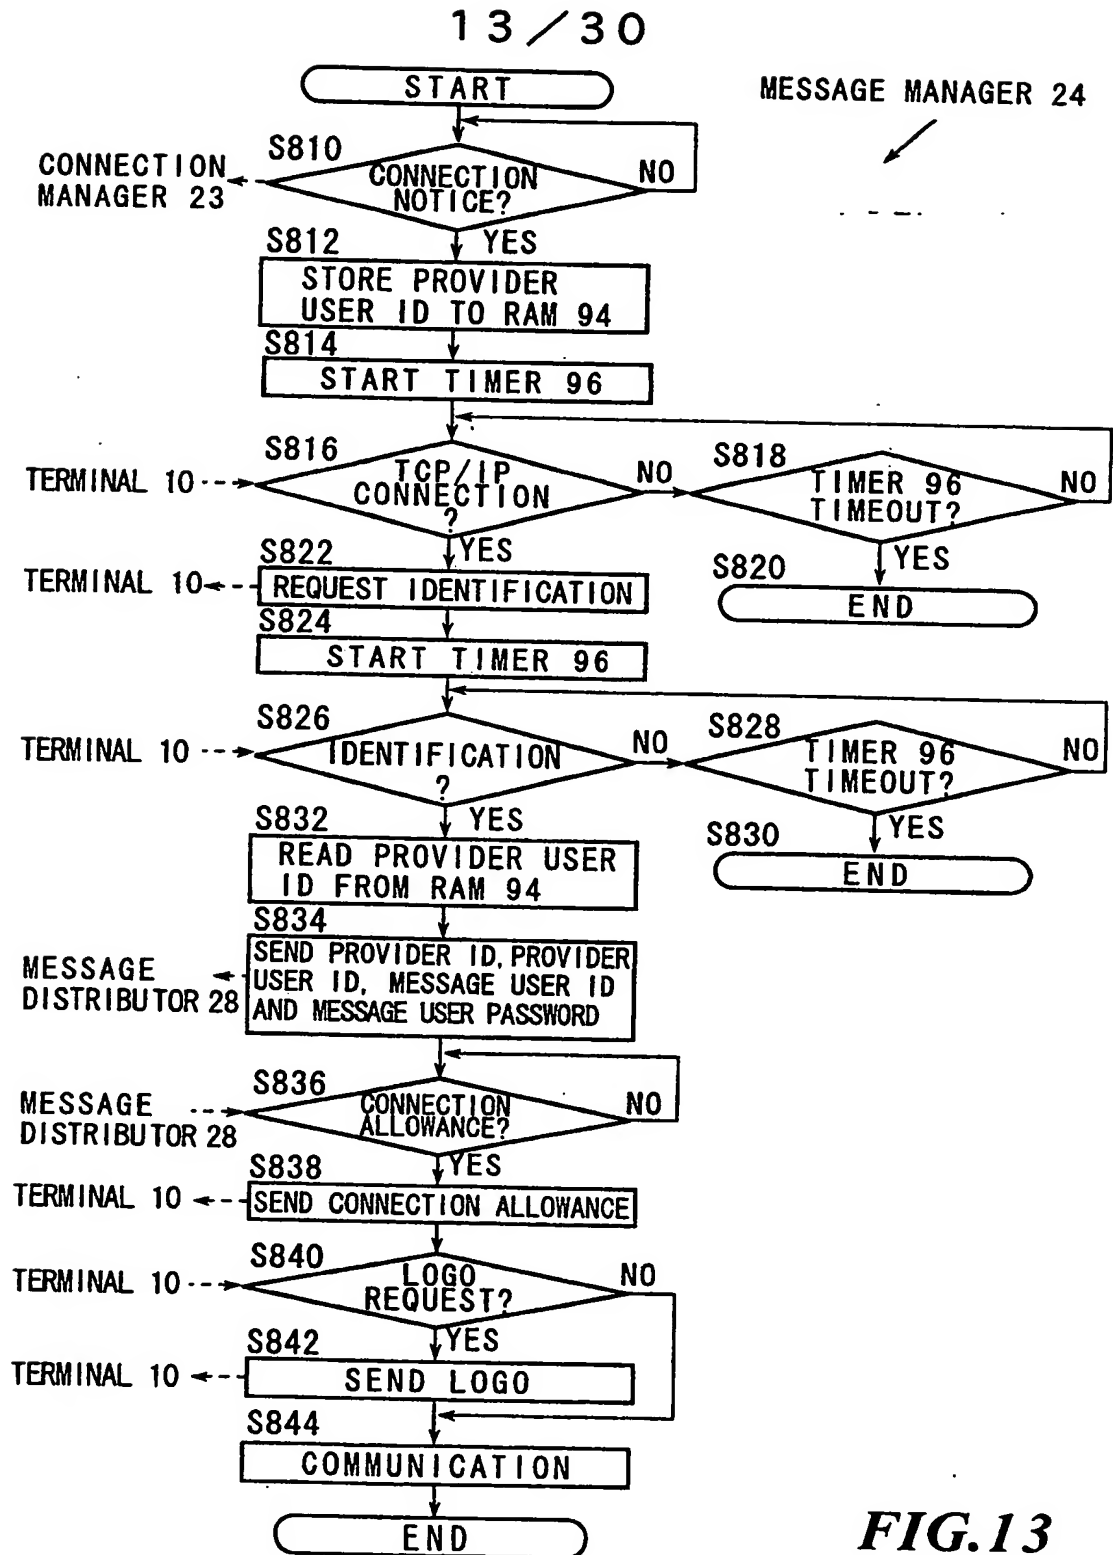 13/30
START
MESSAGE MANAGER 24
S810
CONNECTION
MANAGER 23
CONNECTION
NOTICE?
NO
YES
S812
STORE PROVIDER
USER ID TO RAM 94
S814
START TIMER 96
S816
TERMINAL 10
TCP/IP
CONNECTION
?
NO
S818
TIMER 96
TIMEOUT?
NO
YES
YES
S820
END
S822
TERMINAL 10
REQUEST IDENTIFICATION
S824
START TIMER 96
S826
TERMINAL 10
IDENTIFICATION
?
NO
S828
TIMER 96
TIMEOUT?
NO
YES
YES
S830
END
S832
READ PROVIDER USER
ID FROM RAM 94
S834
MESSAGE
DISTRIBUTOR 28
SEND PROVIDER ID, PROVIDER
USER ID, MESSAGE USER ID
AND MESSAGE USER PASSWORD
S836
MESSAGE
DISTRIBUTOR 28
CONNECTION
ALLOWANCE?
NO
YES
S838
TERMINAL 10
SEND CONNECTION ALLOWANCE
S840
TERMINAL 10
LOGO
REQUEST?
NO
YES
S842
TERMINAL 10
SEND LOGO
S844
COMMUNICATION
END
FIG.13